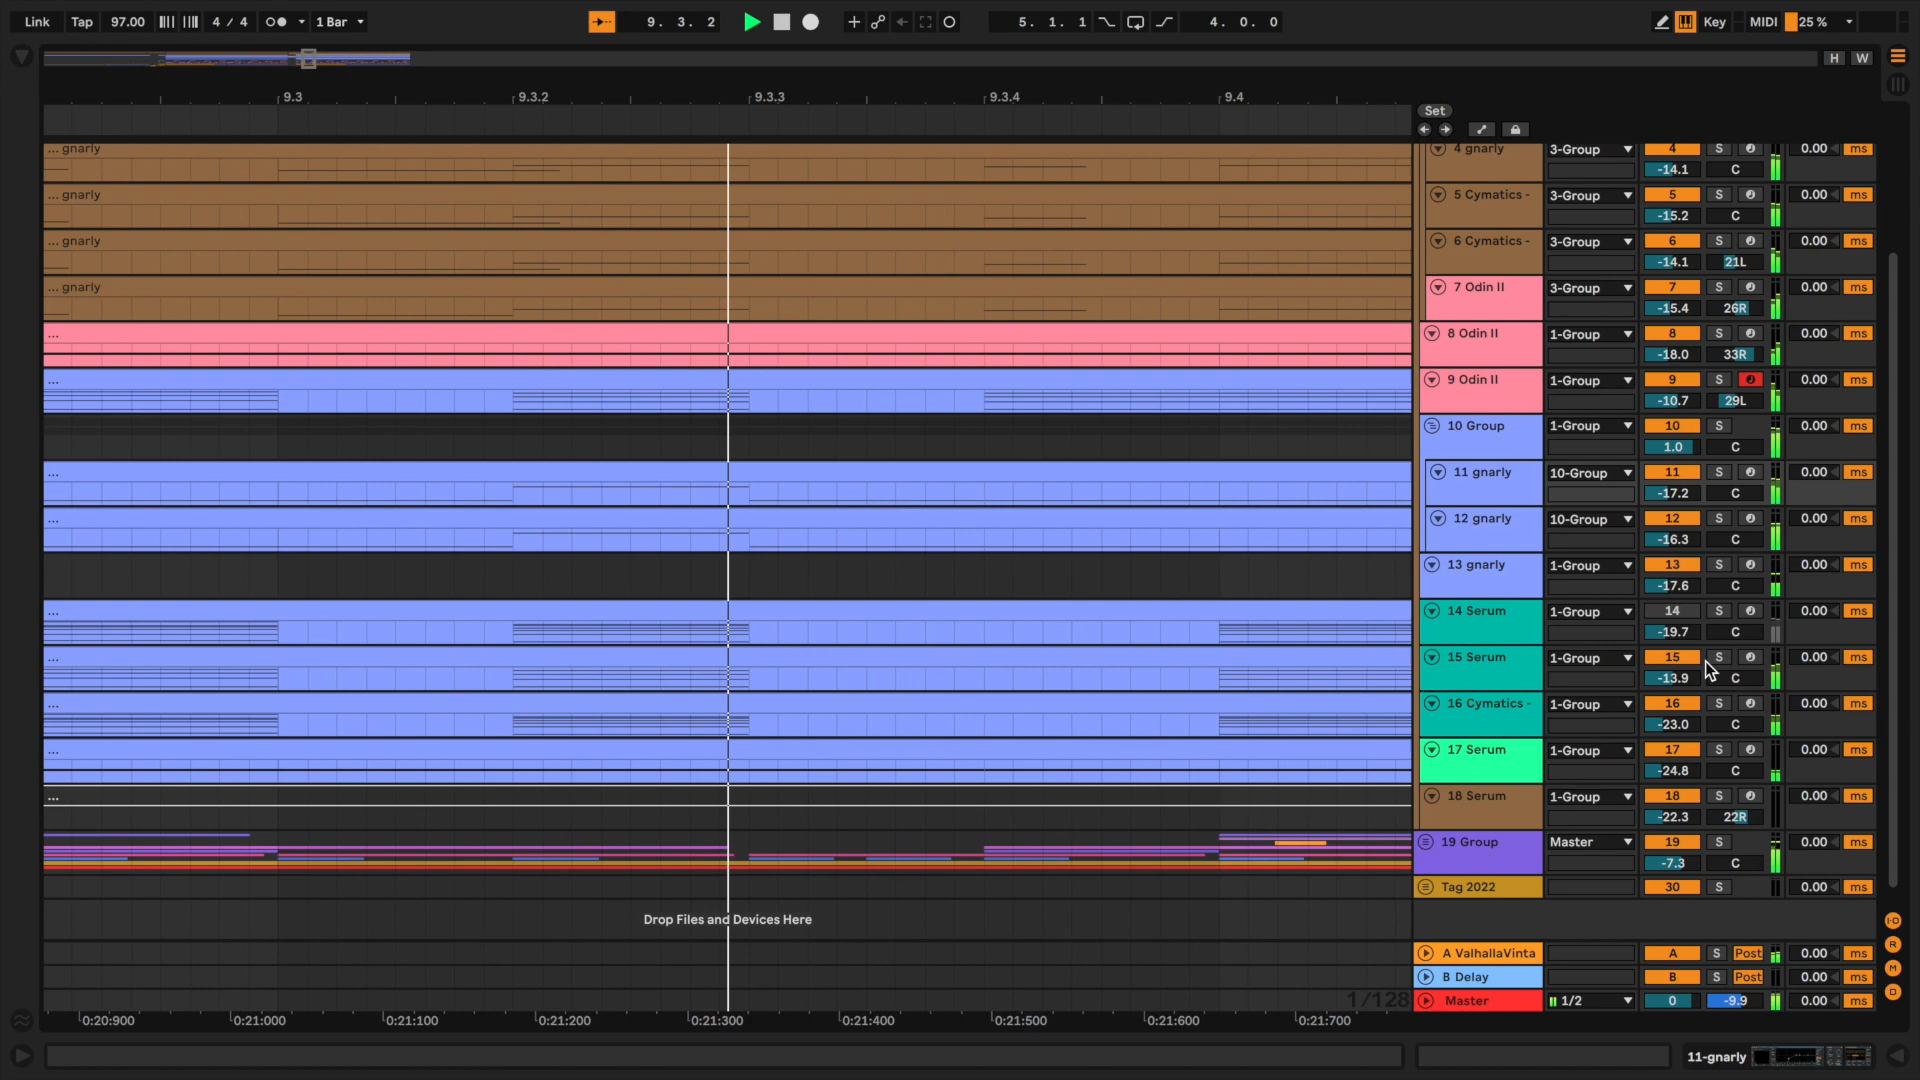 Link Tap 97.00 4 / 4 1 Bar 9. 3. 2 5. 1. 1 4. 0. 0 Key MIDI 25 %
H W
9.3 9.3.2 9.3.3 9.3.4 9.4
Set
... gnarly 4 gnarly 3-Group 4 S 0.00 ms
-14.1 C
... gnarly 5 Cymatics - 3-Group 5 S 0.00 ms
-15.2 C
... gnarly 6 Cymatics - 3-Group 6 S 0.00 ms
-14.1 21L
... gnarly 7 Odin II 3-Group 7 S 0.00 ms
-15.4 26R
... 8 Odin II 1-Group 8 S 0.00 ms
-18.0 33R
... 9 Odin II 1-Group 9 S 0.00 ms
-10.7 29L
10 Group 1-Group 10 S 0.00 ms
1.0 C
... 11 gnarly 10-Group 11 S 0.00 ms
-17.2 C
... 12 gnarly 10-Group 12 S 0.00 ms
-16.3 C
13 gnarly 1-Group 13 S 0.00 ms
-17.6 C
... 14 Serum 1-Group 14 S 0.00 ms
-19.7 C
... 15 Serum 1-Group 15 S 0.00 ms
-13.9 C
... 16 Cymatics - 1-Group 16 S 0.00 ms
-23.0 C
... 17 Serum 1-Group 17 S 0.00 ms
-24.8 C
... 18 Serum 1-Group 18 S 0.00 ms
-22.3 22R
19 Group Master 19 S 0.00 ms
-7.3 C
Tag 2022 30 S 0.00 ms
Drop Files and Devices Here
I·O
R
M
D
A ValhallaVinta A S Post 0.00 ms
B Delay B S Post 0.00 ms
1/128 Master 1/2 0 -9.9 0.00 ms
0:20:900 0:21:000 0:21:100 0:21:200 0:21:300 0:21:400 0:21:500 0:21:600 0:21:700
11-gnarly